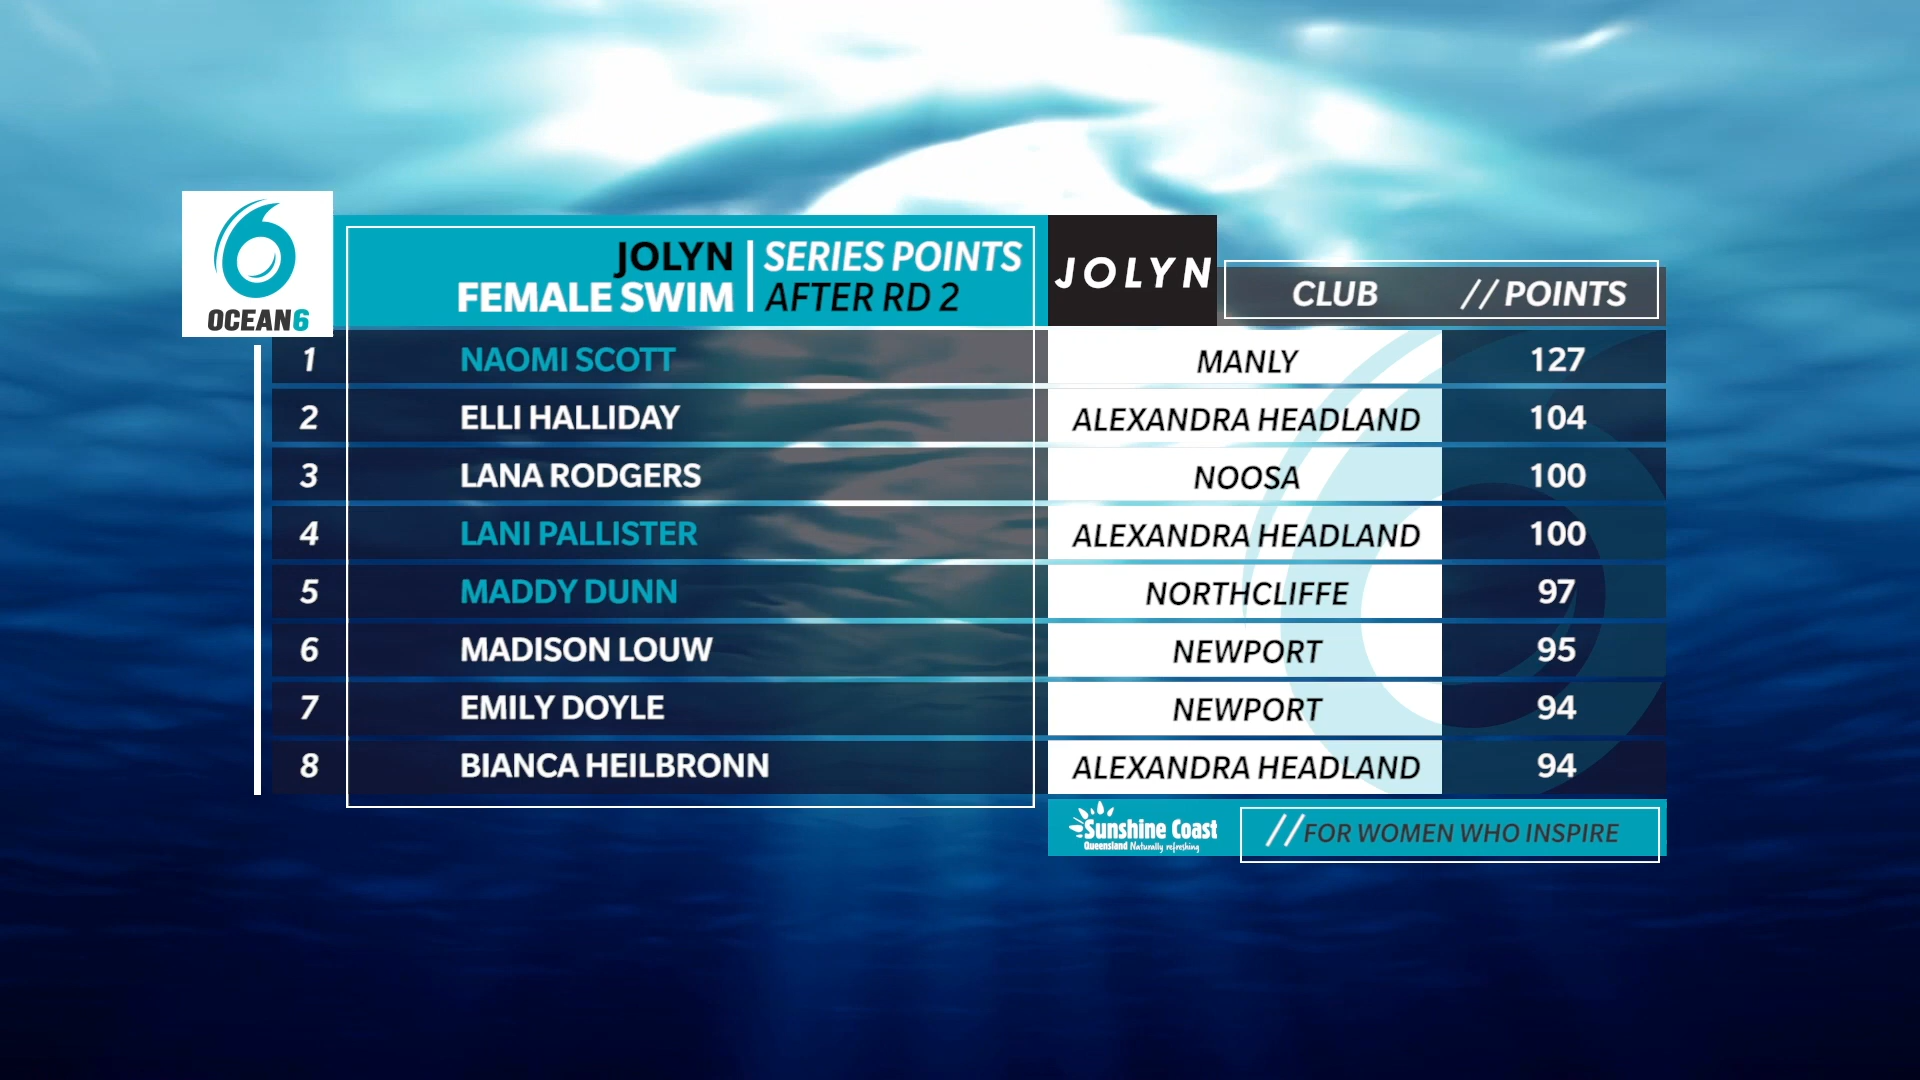 OCEAN6
JOLYN
FEMALE SWIM
SERIES POINTS
AFTER RD 2
JOLYN
CLUB // POINTS
1 NAOMI SCOTT MANLY 127
2 ELLI HALLIDAY ALEXANDRA HEADLAND 104
3 LANA RODGERS NOOSA 100
4 LANI PALLISTER ALEXANDRA HEADLAND 100
5 MADDY DUNN NORTHCLIFFE 97
6 MADISON LOUW NEWPORT 95
7 EMILY DOYLE NEWPORT 94
8 BIANCA HEILBRONN ALEXANDRA HEADLAND 94
Sunshine Coast
Queensland Naturally refreshing
//FOR WOMEN WHO INSPIRE